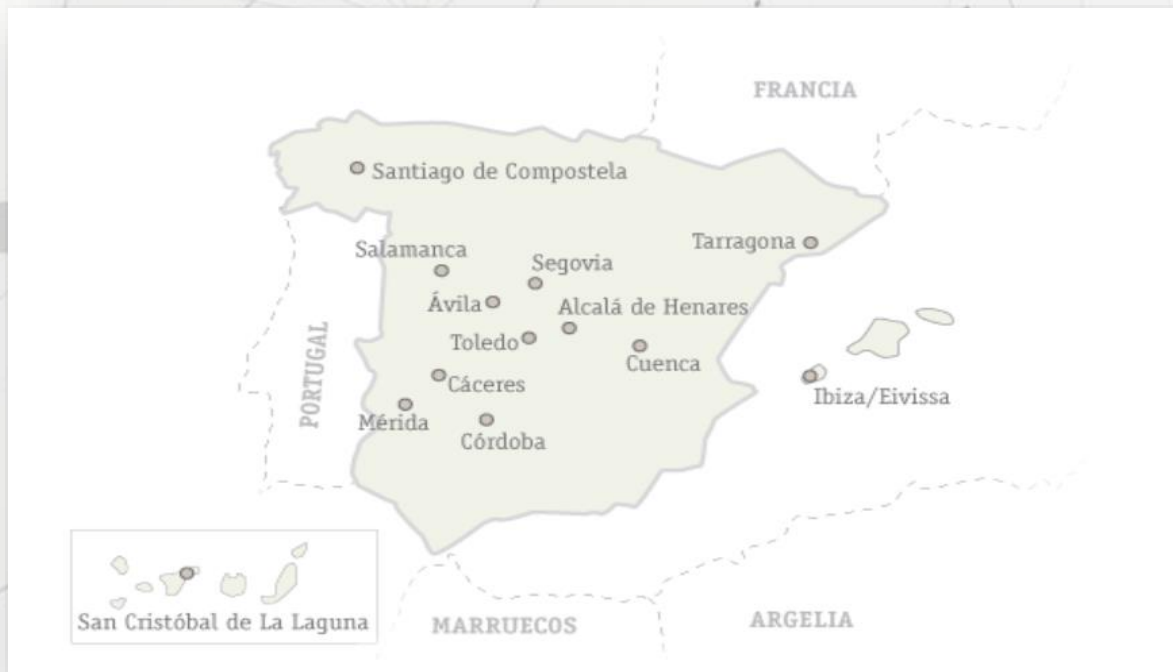 FRANCIA
Santiago de Compostela
Tarragona
Salamanca
Segovia
Ávila
Alcalá de Henares
Toledo
Cuenca
Cáceres
Ibiza/Eivissa
PORTUGAL
Mérida
Córdoba
San Cristóbal de La Laguna
MARRUECOS
ARGELIA